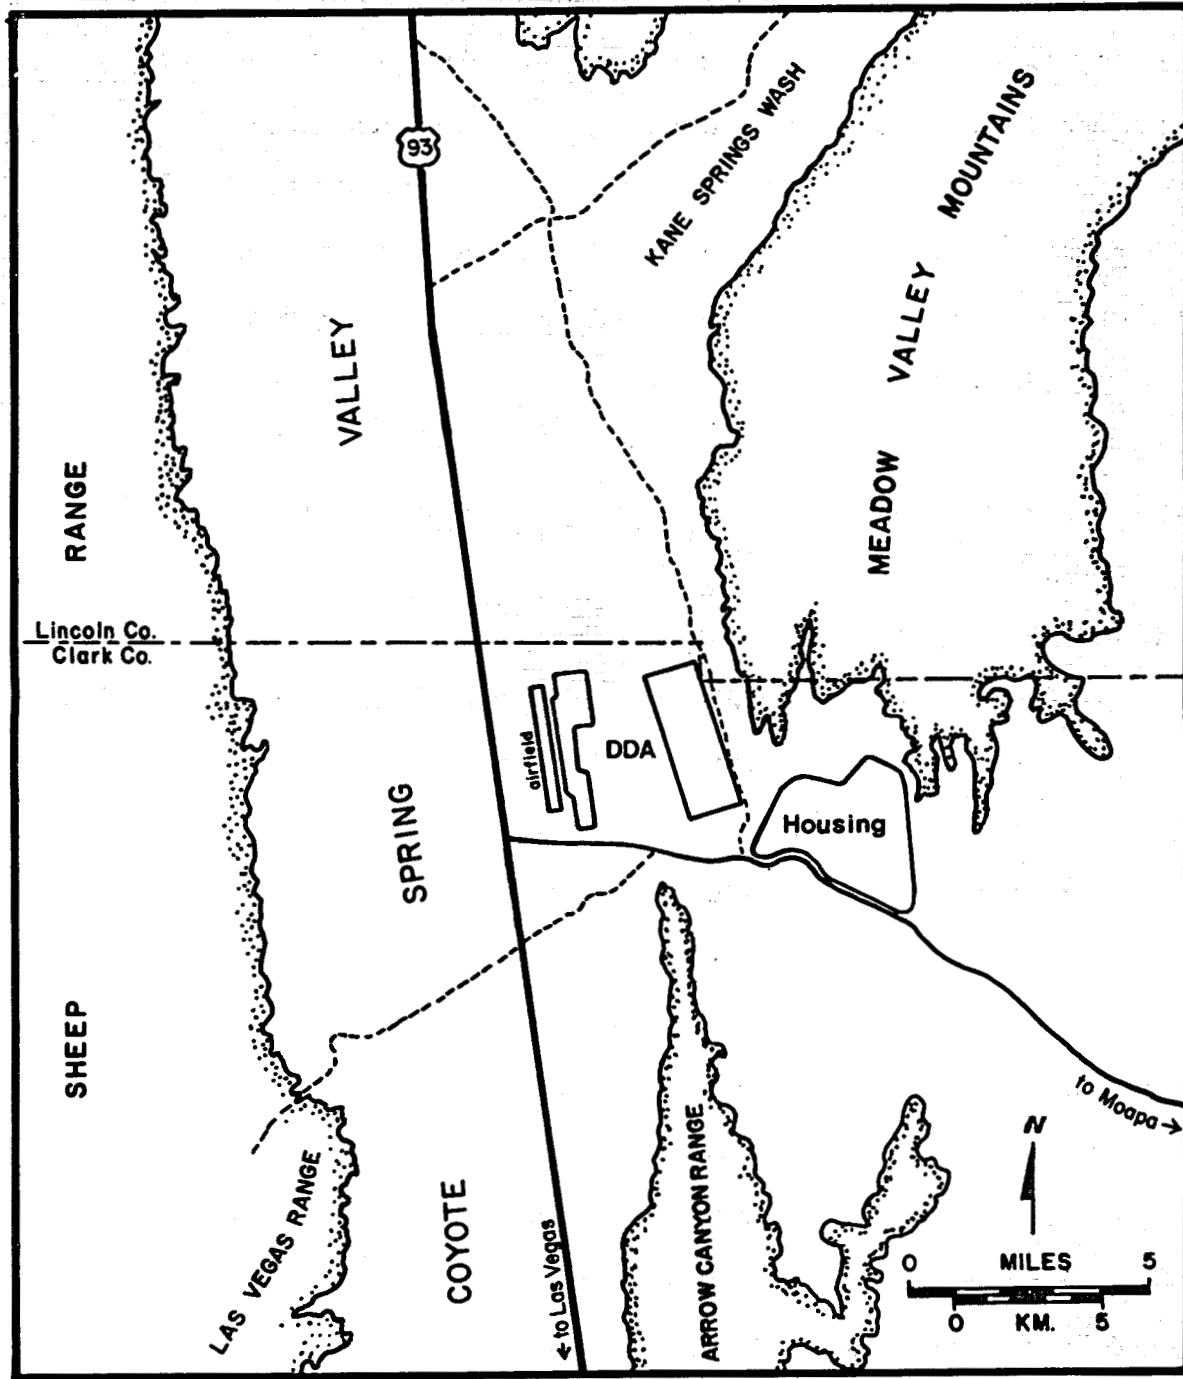 93
KANE SPRINGS WASH
MEADOW VALLEY MOUNTAINS
COYOTE SPRING VALLEY
SHEEP RANGE
Lincoln Co.
Clark Co.
airfield
DDA
Housing
to Moapa →
LAS VEGAS RANGE
← to Las Vegas
ARROW CANYON RANGE
N
0 MILES 5
0 KM. 5